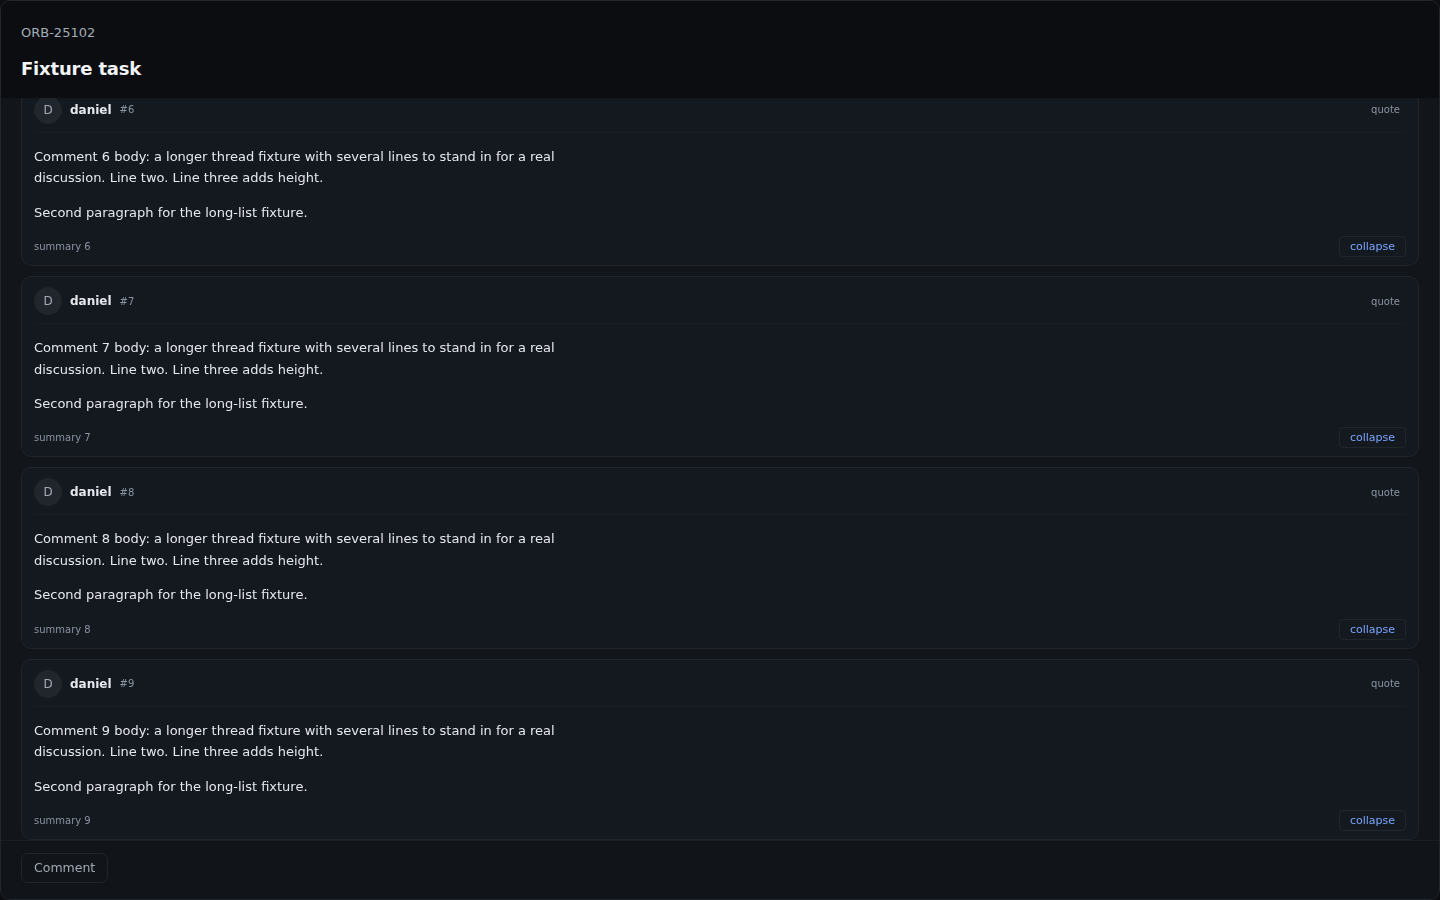 ORB-25102
Fixture task
D daniel #6 quote
Comment 6 body: a longer thread fixture with several lines to stand in for a real
discussion. Line two. Line three adds height.
Second paragraph for the long-list fixture.
summary 6 collapse
D daniel #7 quote
Comment 7 body: a longer thread fixture with several lines to stand in for a real
discussion. Line two. Line three adds height.
Second paragraph for the long-list fixture.
summary 7 collapse
D daniel #8 quote
Comment 8 body: a longer thread fixture with several lines to stand in for a real
discussion. Line two. Line three adds height.
Second paragraph for the long-list fixture.
summary 8 collapse
D daniel #9 quote
Comment 9 body: a longer thread fixture with several lines to stand in for a real
discussion. Line two. Line three adds height.
Second paragraph for the long-list fixture.
summary 9 collapse
Comment